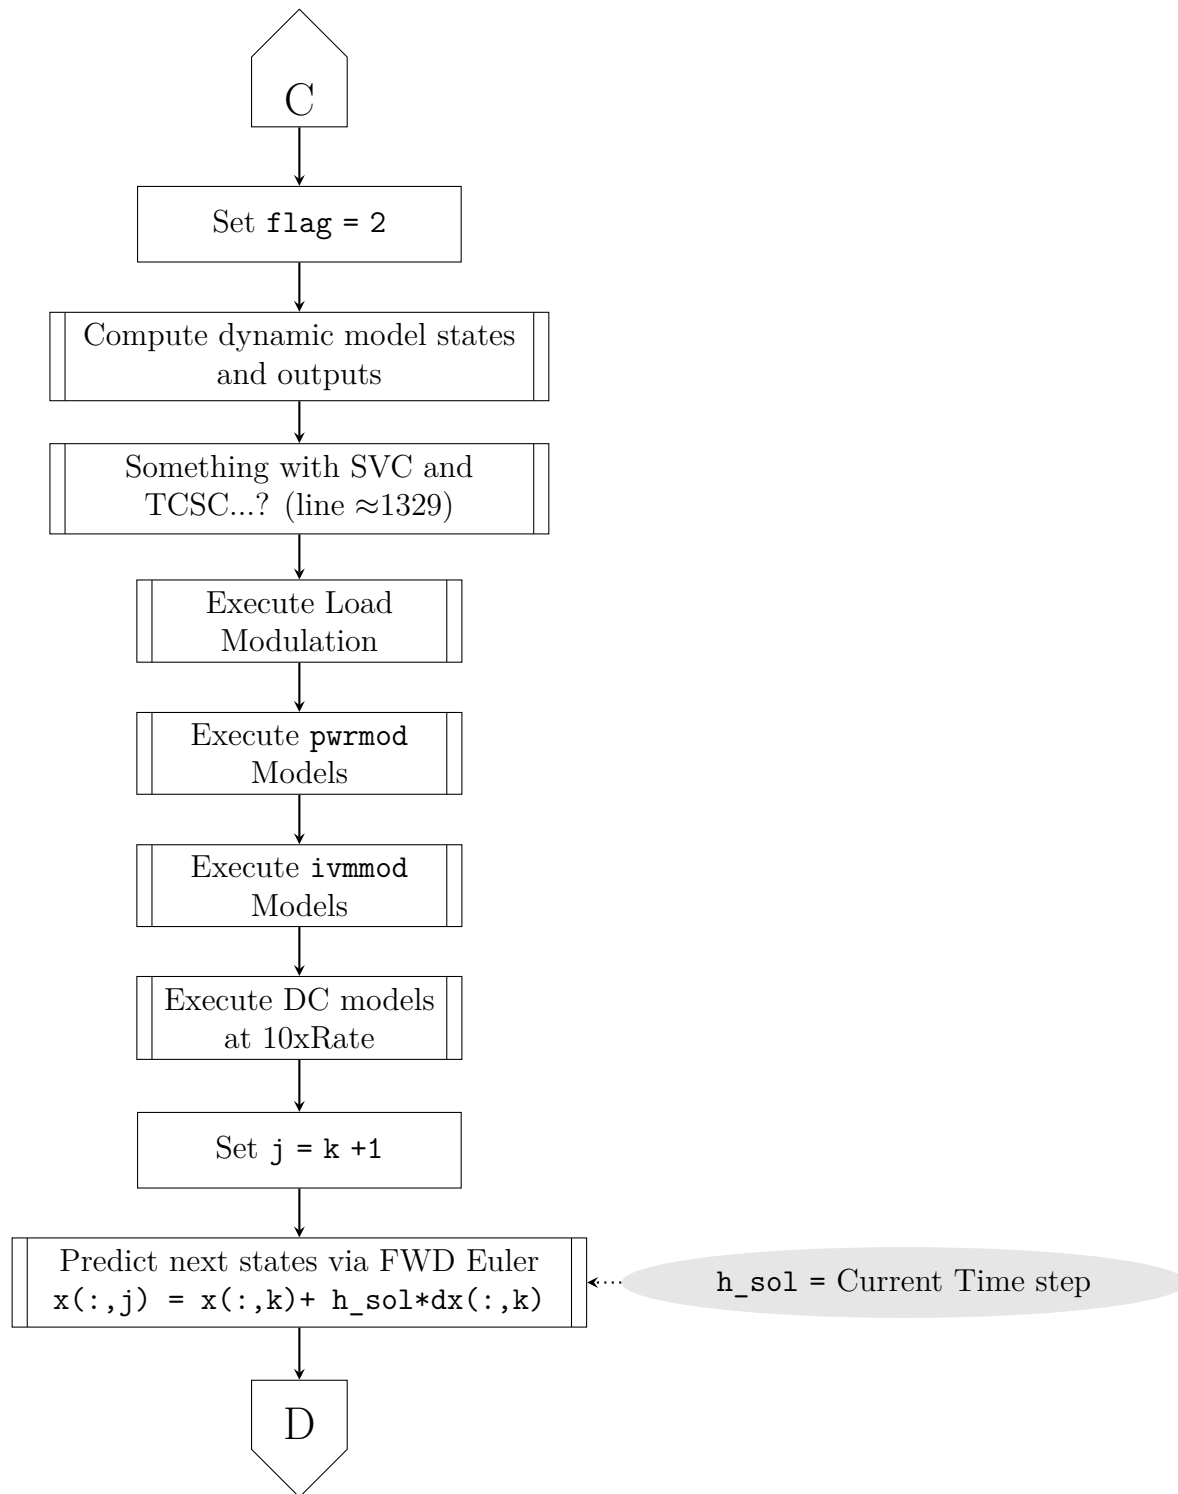 C
Set flag = 2
Compute dynamic model states
and outputs
Something with SVC and
TCSC...? (line ≈1329)
Execute Load
Modulation
Execute pwrmod
Models
Execute ivmmod
Models
Execute DC models
at 10xRate
Set j = k +1
Predict next states via FWD Euler
x(:,j) = x(:,k)+ h_sol*dx(:,k)
h_sol = Current Time step
D